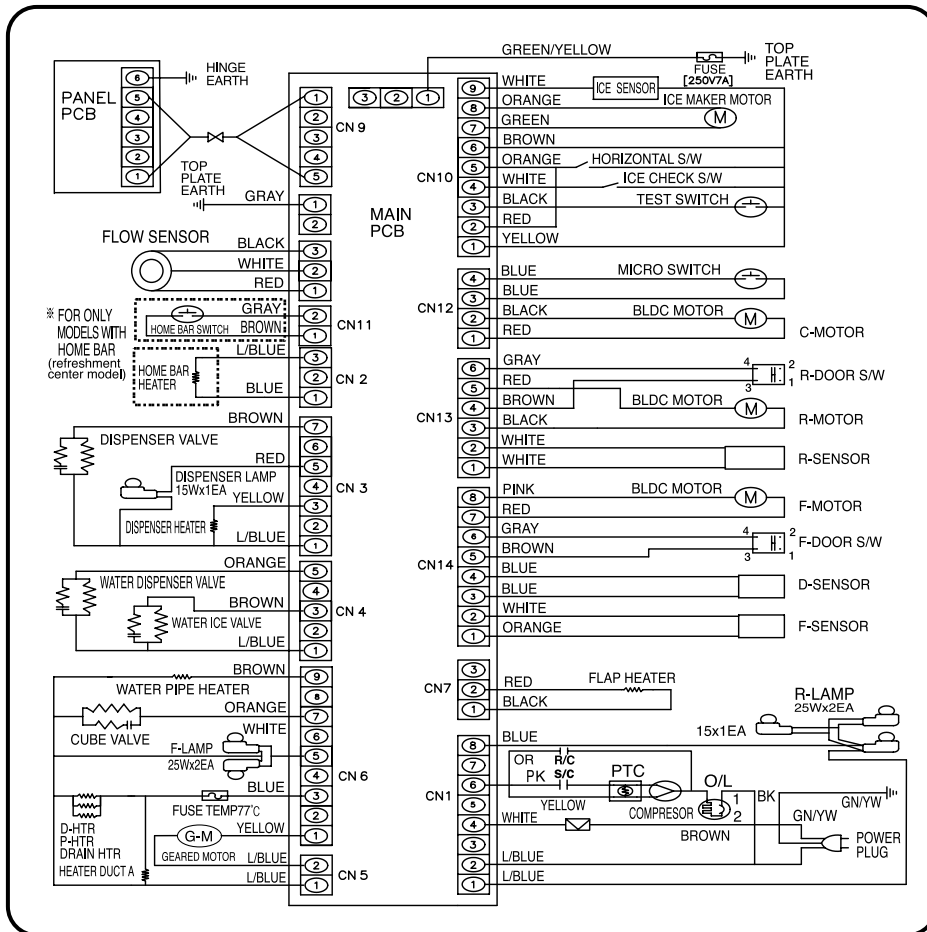 GREEN/YELLOW
FUSE
[250V7A]
TOP
PLATE
EARTH
PANEL
PCB
6
5
4
3
2
1
HINGE
EARTH
1
2
3
4
5
CN 9
3 2 1
TOP
PLATE
EARTH
GRAY
1
2
MAIN
PCB
FLOW SENSOR
BLACK
WHITE
RED
3
2
1
※ FOR ONLY
MODELS WITH
HOME BAR
(refreshment
center model)
GRAY
HOME BAR SWITCH
BROWN
2
1
CN11
HOME BAR
HEATER
L/BLUE
BLUE
3
2
1
CN 2
BROWN
DISPENSER VALVE
RED
DISPENSER LAMP
15Wx1EA
YELLOW
DISPENSER HEATER
L/BLUE
7
6
5
4
3
2
1
CN 3
ORANGE
WATER DISPENSER VALVE
BROWN
WATER ICE VALVE
L/BLUE
5
4
3
2
1
CN 4
BROWN
WATER PIPE HEATER
ORANGE
CUBE VALVE
WHITE
F-LAMP
25Wx2EA
BLUE
FUSE TEMP77℃
D-HTR
P-HTR
DRAIN HTR
HEATER DUCT A
YELLOW
G-M
GEARED MOTOR
9
8
7
6
5
4
3
2
1
CN 6
L/BLUE
L/BLUE
2
1
CN 5
9
8
7
6
5
4
3
2
1
CN10
WHITE
ICE SENSOR
ORANGE
ICE MAKER MOTOR
M
GREEN
BROWN
ORANGE
HORIZONTAL S/W
WHITE
ICE CHECK S/W
BLACK
TEST SWITCH
RED
YELLOW
4
3
2
1
CN12
BLUE
MICRO SWITCH
BLUE
BLACK
BLDC MOTOR
M
RED
C-MOTOR
6
5
4
3
2
1
CN13
GRAY
4 2
3 1
R-DOOR S/W
RED
BROWN
BLDC MOTOR
M
R-MOTOR
BLACK
WHITE
WHITE
R-SENSOR
8
7
6
5
4
3
2
1
CN14
PINK
BLDC MOTOR
M
F-MOTOR
RED
GRAY
4 2
3 1
F-DOOR S/W
BROWN
BLUE
BLUE
D-SENSOR
WHITE
ORANGE
F-SENSOR
3
2
1
CN7
RED
FLAP HEATER
BLACK
R-LAMP
25Wx2EA
15x1EA
8
7
6
5
4
3
2
1
CN1
BLUE
OR
PK
R/C
S/C
PTC
COMPRESOR
O/L
1
2
BK
YELLOW
WHITE
BROWN
GN/YW
GN/YW
POWER
PLUG
L/BLUE
L/BLUE